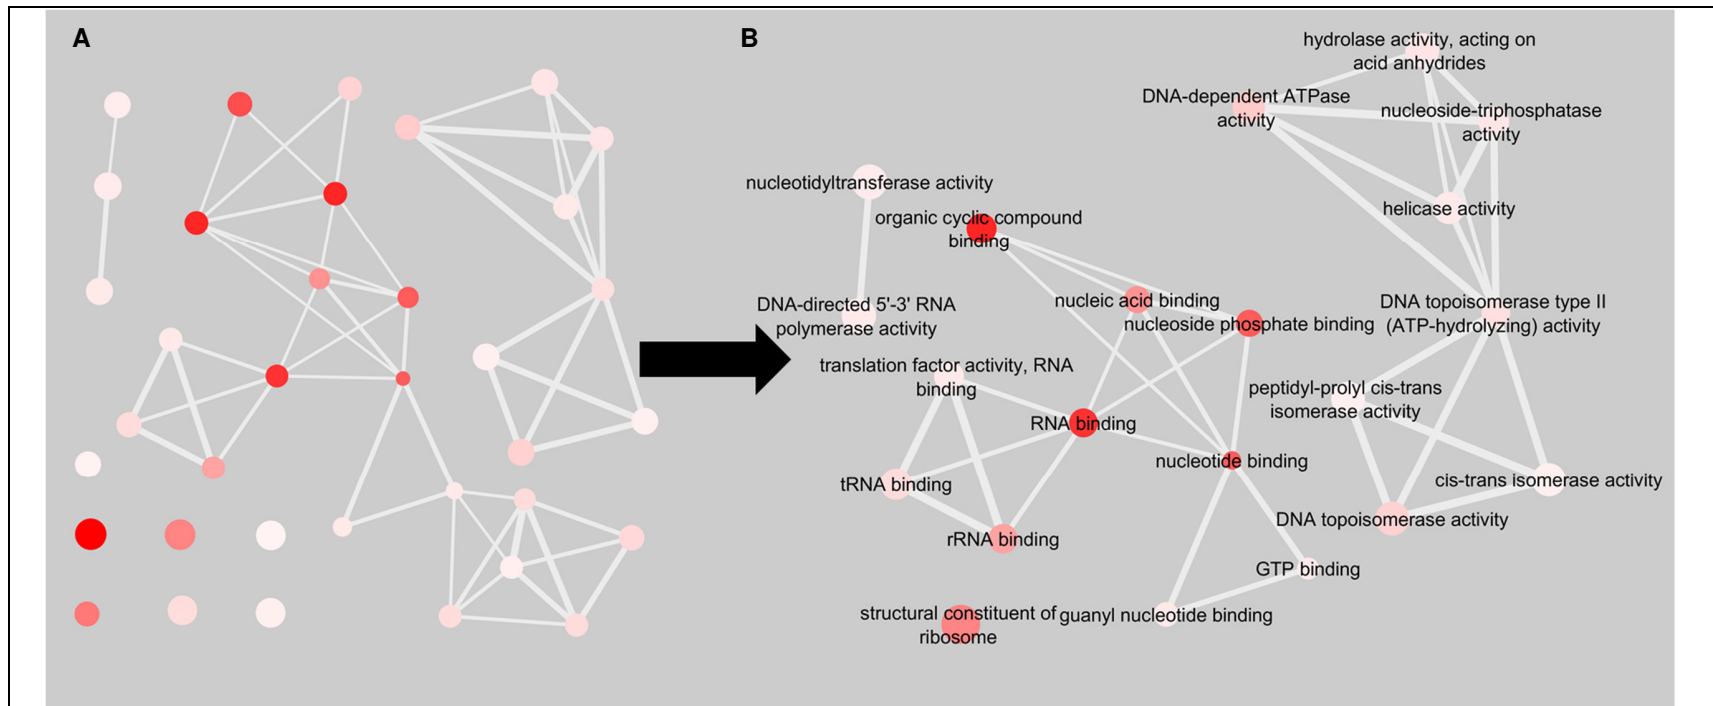 A
B
hydrolase activity, acting on
acid anhydrides
DNA-dependent ATPase
activity
nucleoside-triphosphatase
activity
nucleotidyltransferase activity
organic cyclic compound
binding
helicase activity
DNA-directed 5'-3' RNA
polymerase activity
nucleic acid binding
nucleoside phosphate binding
DNA topoisomerase type II
(ATP-hydrolyzing) activity
translation factor activity, RNA
binding
peptidyl-prolyl cis-trans
isomerase activity
RNA binding
nucleotide binding
tRNA binding
cis-trans isomerase activity
rRNA binding
DNA topoisomerase activity
GTP binding
structural constituent of
ribosome
guanyl nucleotide binding